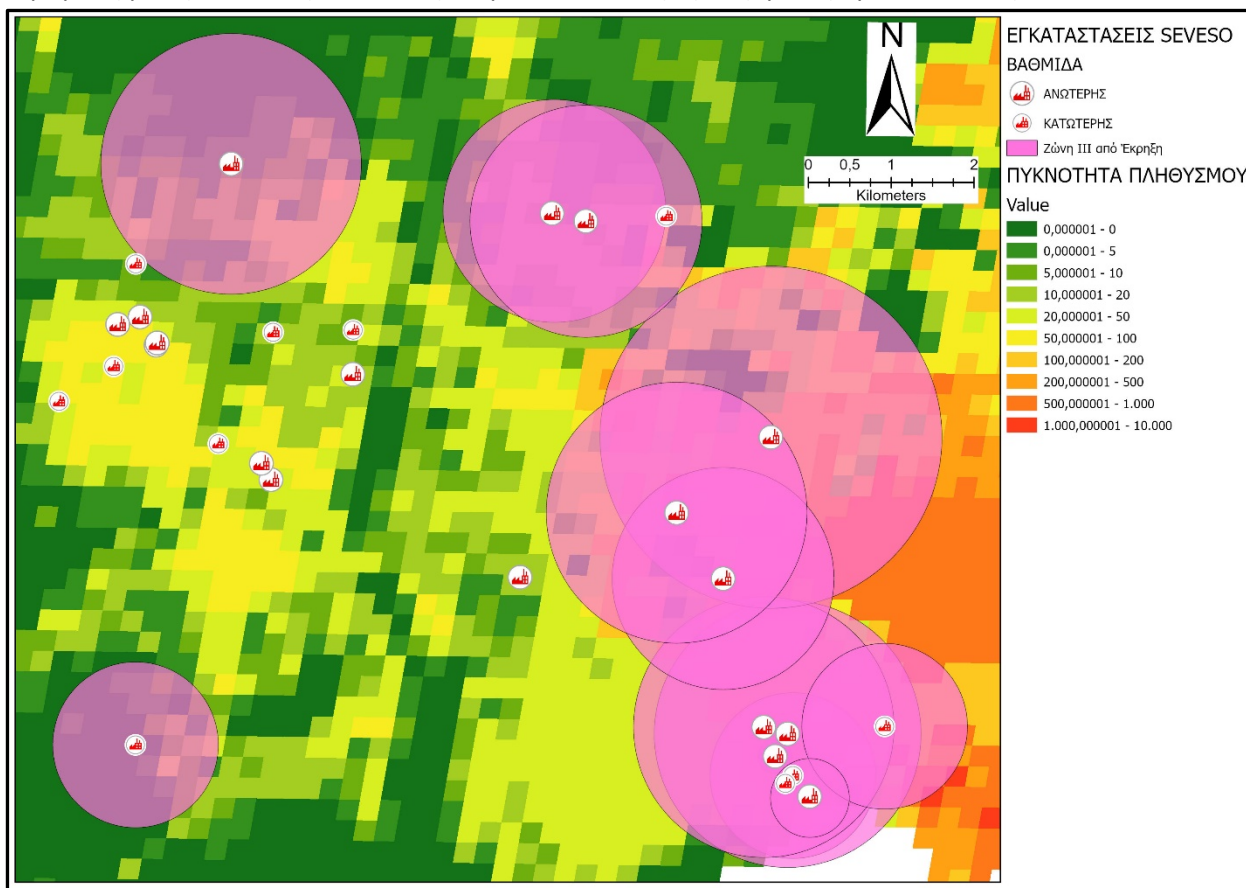 N
0 0,5 1 2
Kilometers
ΕΓΚΑΤΑΣΤΑΣΕΙΣ SEVESO
ΒΑΘΜΙΔΑ
ΑΝΩΤΕΡΗΣ
ΚΑΤΩΤΕΡΗΣ
Ζώνη ΙΙΙ από Έκρηξη
ΠΥΚΝΟΤΗΤΑ ΠΛΗΘΥΣΜΟΥ
Value
0,000001 - 0
0,000001 - 5
5,000001 - 10
10,000001 - 20
20,000001 - 50
50,000001 - 100
100,000001 - 200
200,000001 - 500
500,000001 - 1.000
1.000,000001 - 10.000